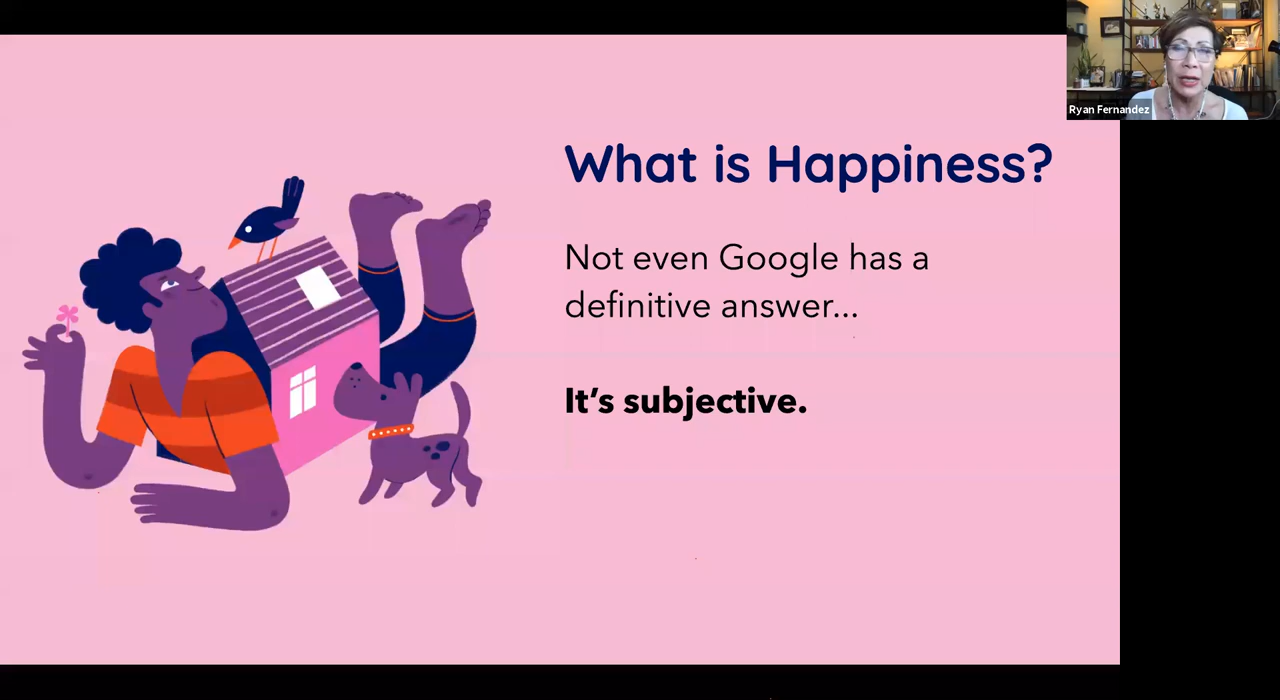 What is Happiness?
Not even Google has a
definitive answer...
It’s subjective.
Ryan Fernandez